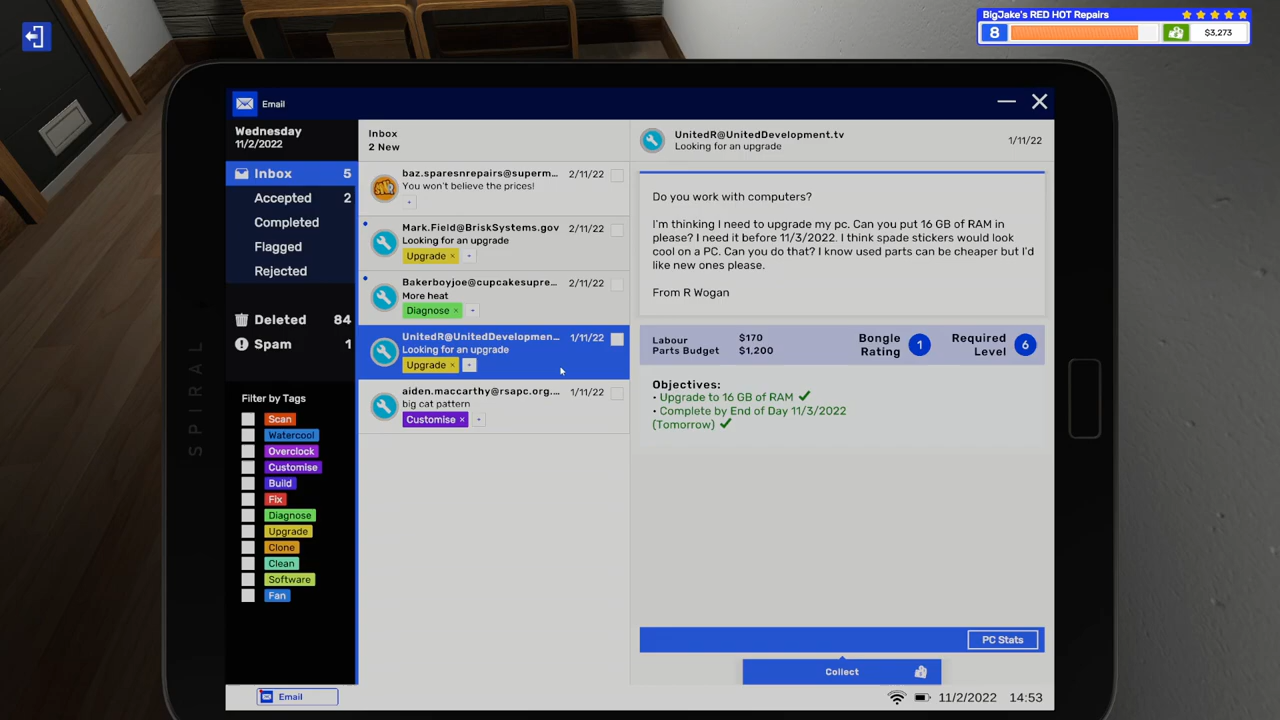 BigJake's RED HOT Repairs
8
$3,273
Email
Wednesday
11/2/2022
Inbox 5
Accepted 2
Completed
Flagged
Rejected
Deleted 84
Spam 1
Filter by Tags
Scan
Watercool
Overclock
Customise
Build
Fix
Diagnose
Upgrade
Clone
Clean
Software
Fan
SPIRAL
Inbox
2 New
baz.sparesnrepairs@superm... 2/11/22
You won't believe the prices!
Mark.Field@BriskSystems.gov 2/11/22
Looking for an upgrade
Upgrade ×
Bakerboyjoe@cupcakesupre... 2/11/22
More heat
Diagnose ×
UnitedR@UnitedDevelopmen... 1/11/22
Looking for an upgrade
Upgrade ×
aiden.maccarthy@rsapc.org.... 1/11/22
big cat pattern
Customise ×
UnitedR@UnitedDevelopment.tv 1/11/22
Looking for an upgrade
Do you work with computers?
I'm thinking I need to upgrade my pc. Can you put 16 GB of RAM in
please? I need it before 11/3/2022. I think spade stickers would look
cool on a PC. Can you do that? I know used parts can be cheaper but I'd
like new ones please.
From R Wogan
Labour $170
Parts Budget $1,200
Bongle Rating 1
Required Level 6
Objectives:
• Upgrade to 16 GB of RAM
• Complete by End of Day 11/3/2022
(Tomorrow)
PC Stats
Collect
Email
11/2/2022 14:53